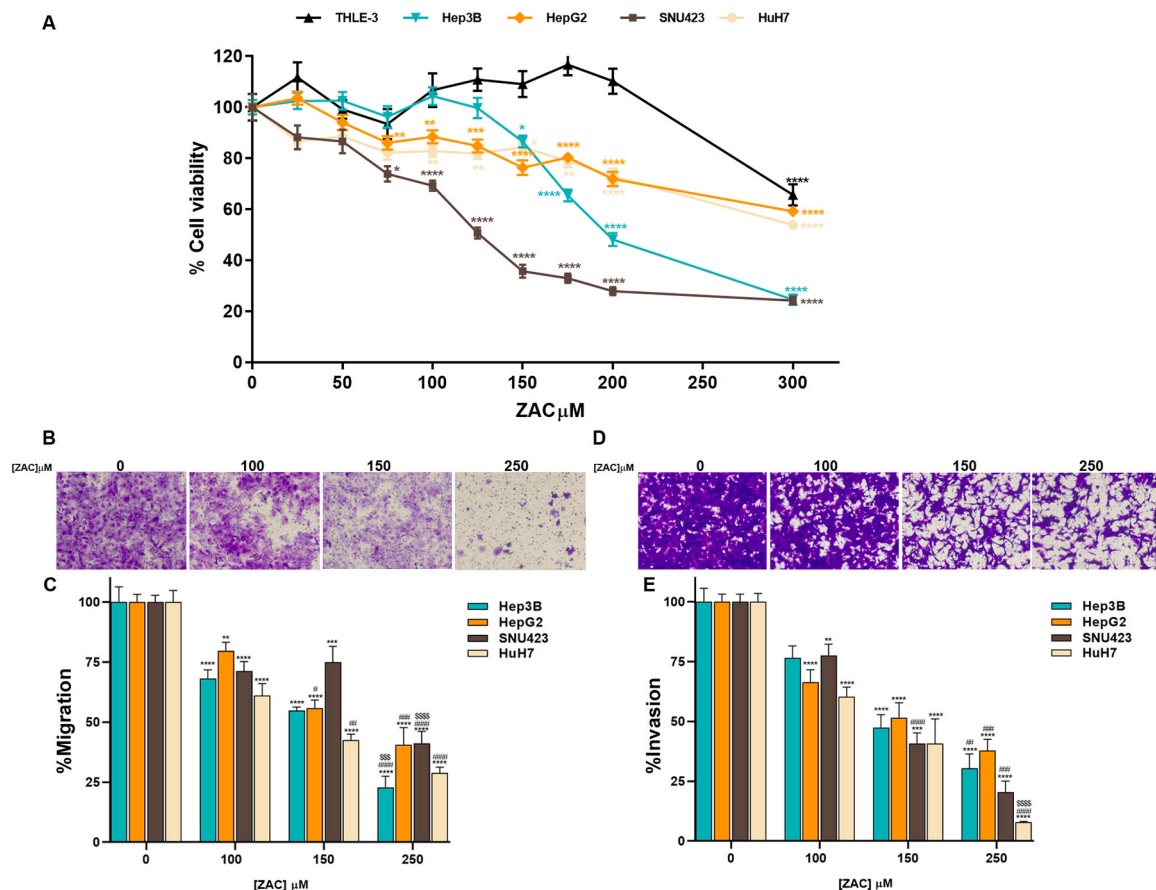 THLE-3 Hep3B HepG2 SNU423 HuH7
A
120
100
80
60
40
20
0
% Cell viability
** ** *** * **** **** **** ****
* **** **** **** **** **** ****
**** **** ****
** ** * ** **** ****
****
0 50 100 150 200 250 300
ZAC μM
B
[ZAC]μM 0 100 150 250
D
[ZAC]μM 0 100 150 250
C
100
75
50
25
0
%Migration
Hep3B
HepG2
SNU423
HuH7
**** ** **** ****
**** # **** *** ## ****
$$$ #### **** ### **** $$$$ #### **** #### ****
0 100 150 250
[ZAC] μM
E
100
75
50
25
0
%Invasion
Hep3B
HepG2
SNU423
HuH7
**** ** ****
**** **** #### *** ****
## **** ### **** ### **** $$$$ #### ****
0 100 150 250
[ZAC] μM